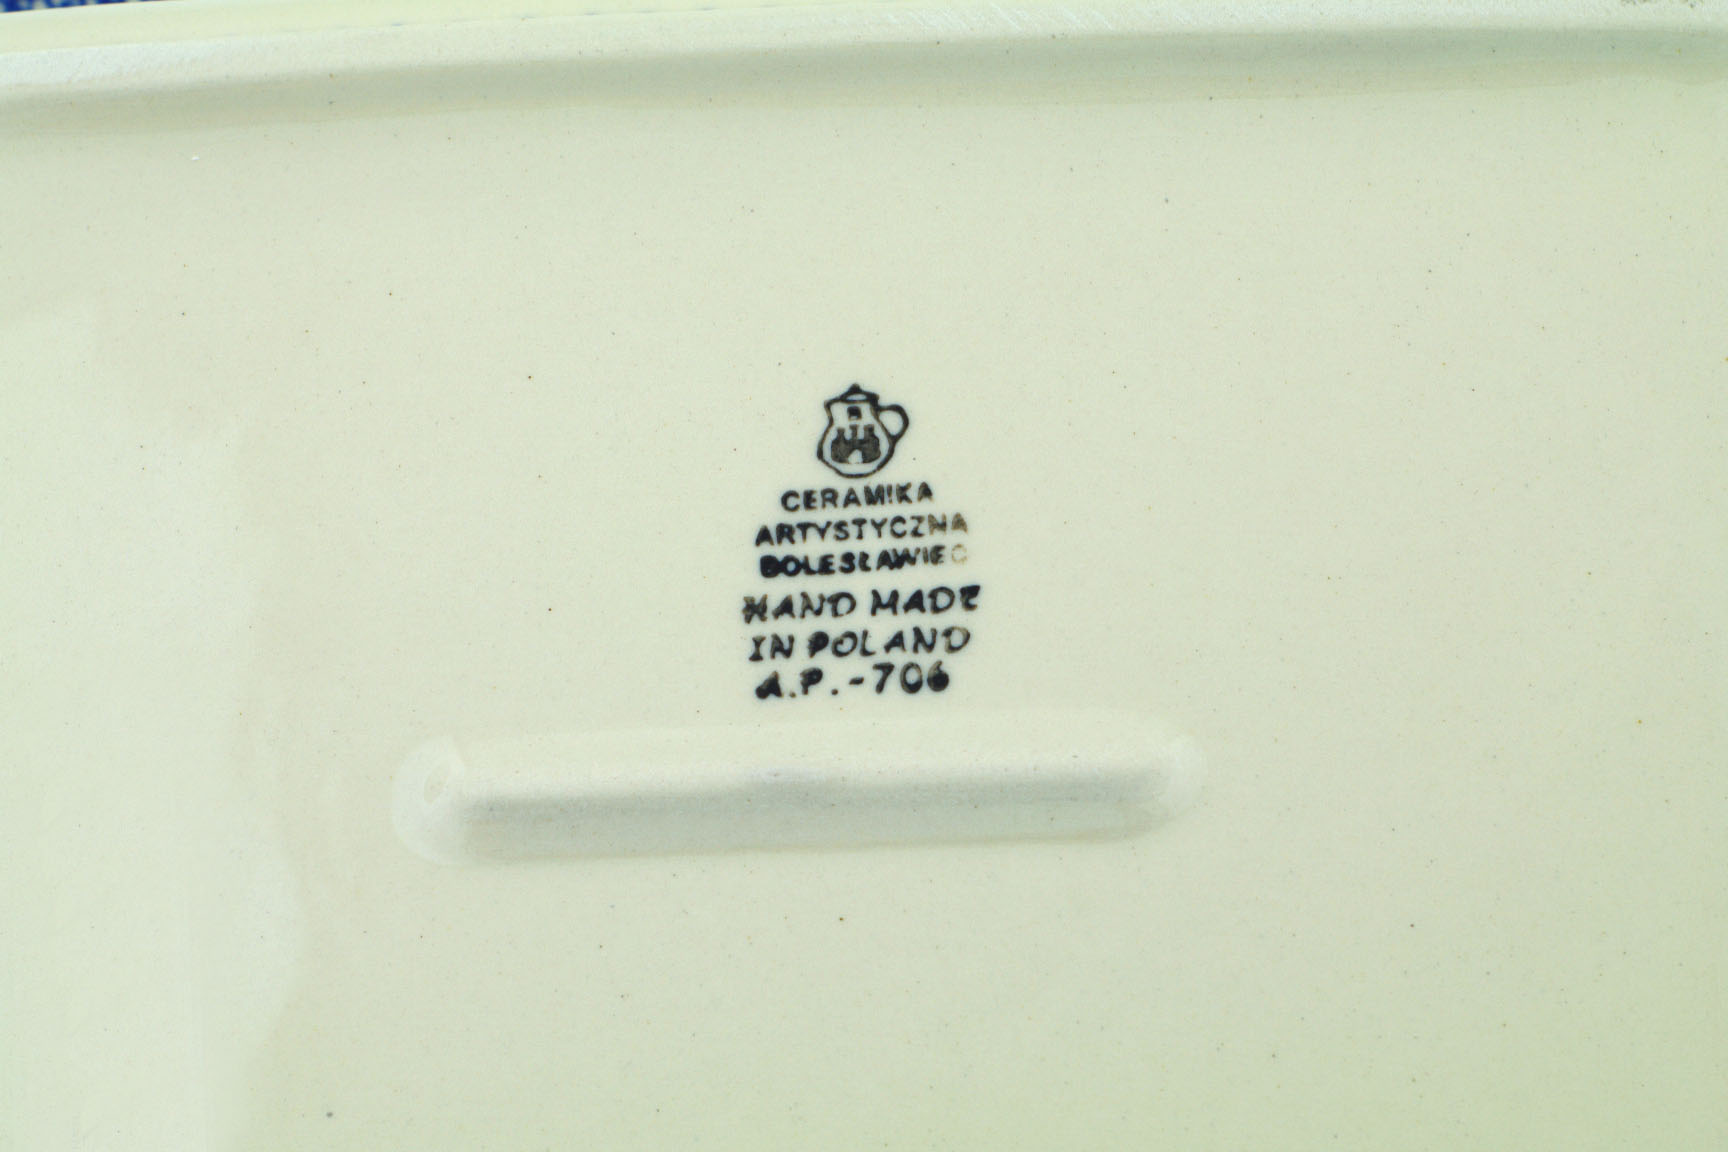 CERAMIKA
ARTYSTYCZNA
BOLESŁAWIEC
HAND MADE
IN POLAND
A.P.-706